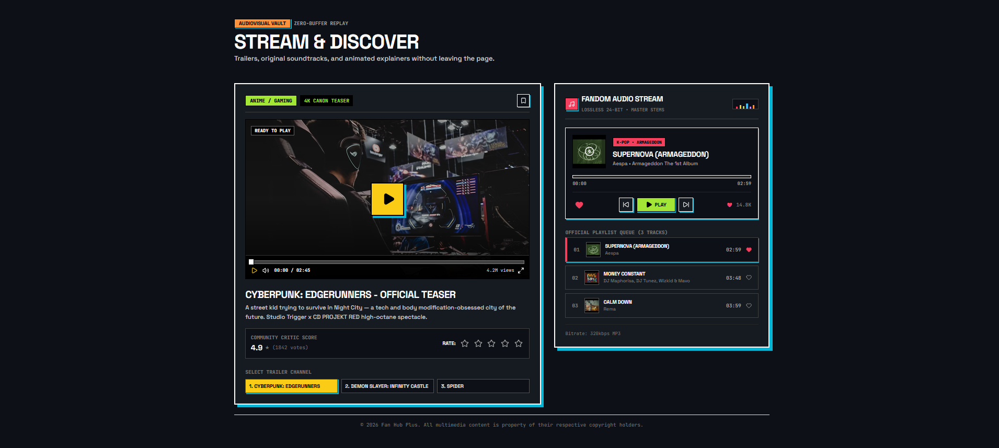 AUDIOVISUAL VAULT ZERO-BUFFER REPLAY
STREAM & DISCOVER
Trailers, original soundtracks, and animated explainers without leaving the page.
ANIME / GAMING 4K CANON TEASER
READY TO PLAY
00:00 / 02:45 4.2M views
CYBERPUNK: EDGERUNNERS - OFFICIAL TEASER
A street kid trying to survive in Night City — a tech and body modification-obsessed city of the
future. Studio Trigger x CD PROJEKT RED high-octane spectacle.
COMMUNITY CRITIC SCORE
4.9 ★ (1842 votes)
RATE:
SELECT TRAILER CHANNEL
1. CYBERPUNK: EDGERUNNERS
2. DEMON SLAYER: INFINITY CASTLE
3. SPIDER
FANDOM AUDIO STREAM
LOSSLESS 24-BIT • MASTER STEMS
K-POP • ARMAGEDDON
SUPERNOVA (ARMAGEDDON)
Aespa • Armageddon The 1st Album
00:00 02:59
PLAY
14.8K
OFFICIAL PLAYLIST QUEUE (3 TRACKS)
01 SUPERNOVA (ARMAGEDDON) 02:59
Aespa
02 MONEY CONSTANT 03:48
DJ Maphorisa, DJ Tunez, Wizkid & Mavo
03 CALM DOWN 03:59
Rema
Bitrate: 320kbps MP3
© 2026 Fan Hub Plus. All multimedia content is property of their respective copyright holders.